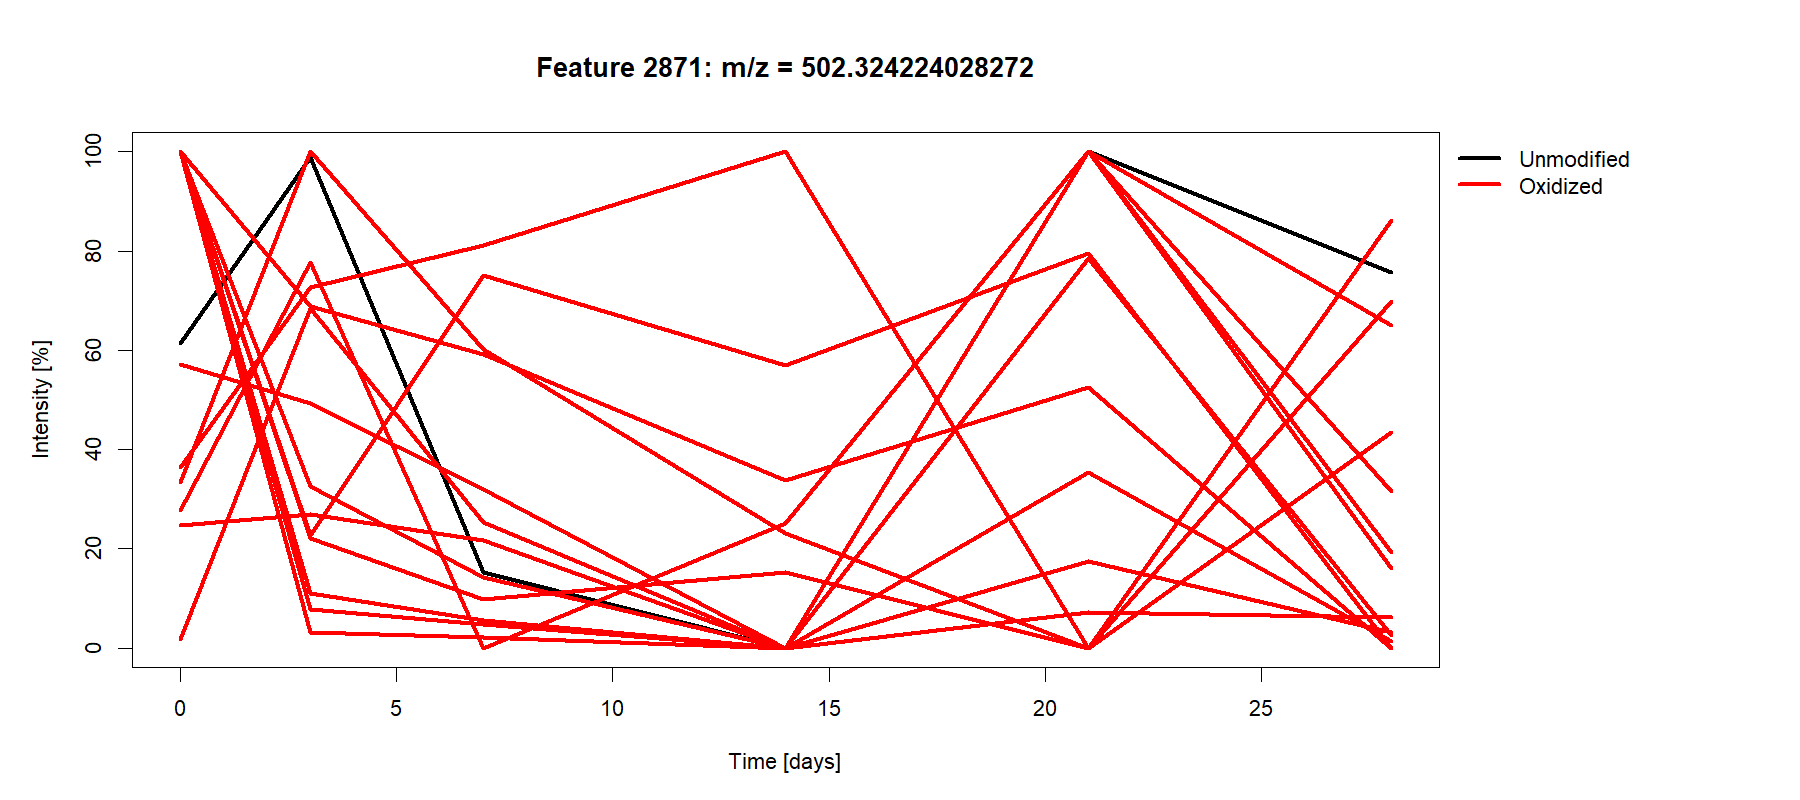 Feature 2871: m/z = 502.324224028272
Unmodified
Oxidized
Intensity [%]
100
80
60
40
20
0
0 5 10 15 20 25
Time [days]